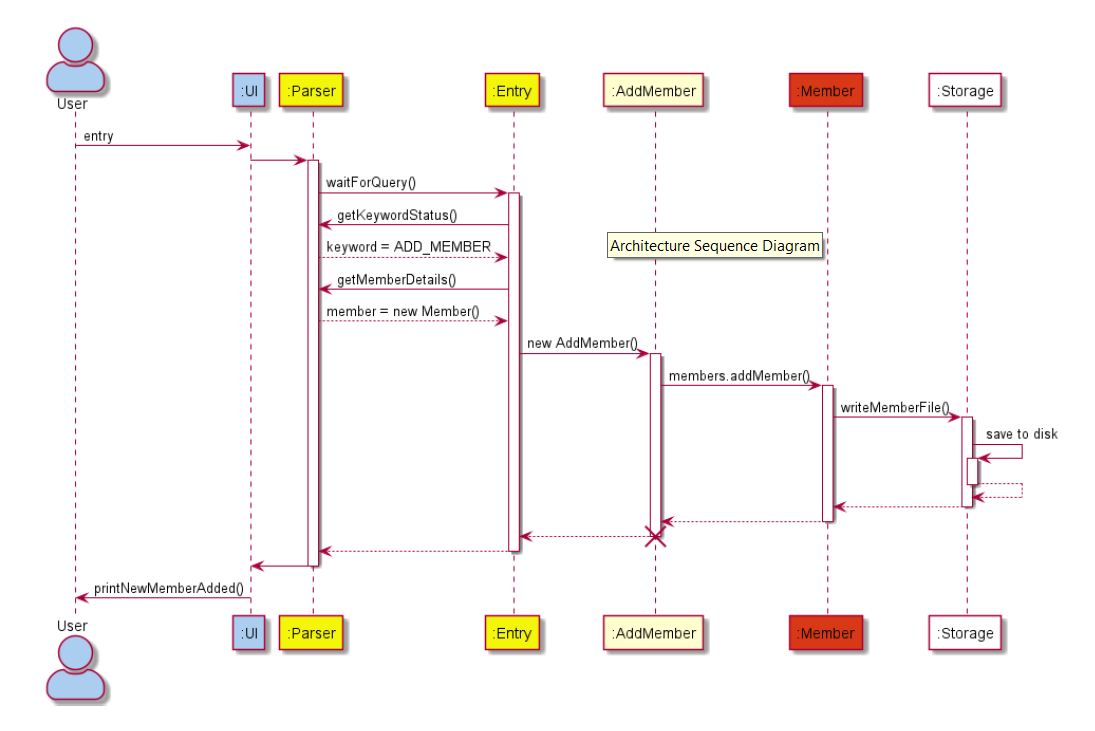 User
:UI
:Parser
:Entry
:AddMember
:Member
:Storage
entry
waitForQuery()
getKeywordStatus()
keyword = ADD_MEMBER
Architecture Sequence Diagram
getMemberDetails()
member = new Member()
new AddMember()
members.addMember()
writeMemberFile()
save to disk
printNewMemberAdded()
User
:UI
:Parser
:Entry
:AddMember
:Member
:Storage